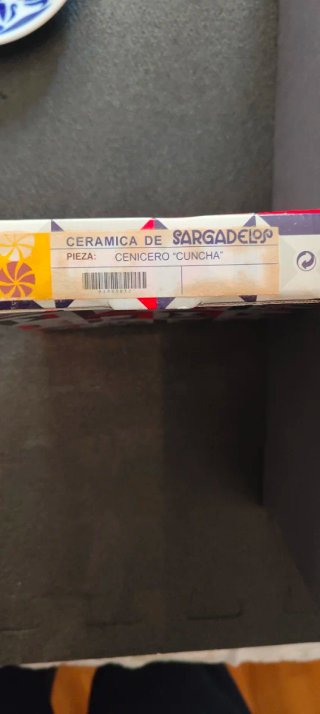 CERAMICA DE SARGADELOS
PIEZA: CENICERO "CUNCHA"